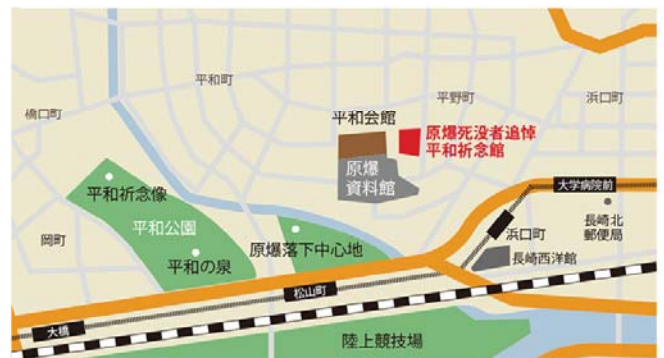 平和町
橋口町
平野町
浜口町
平和会館
原爆死没者追悼
平和祈念館
原爆
資料館
大学病院前
平和祈念像
平和公園
岡町
平和の泉
原爆落下中心地
浜口町
長崎北
郵便局
長崎西洋館
松山町
大橋
陸上競技場